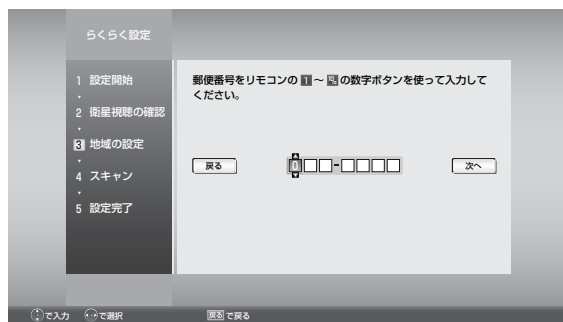 らくらく設定
1 設定開始
2 衛星視聴の確認
3 地域の設定
4 スキャン
5 設定完了
郵便番号をリモコンの 1 ～ 10 の数字ボタンを使って入力して
ください。
戻る
0
-
次へ
で入力 で選択 戻る で戻る